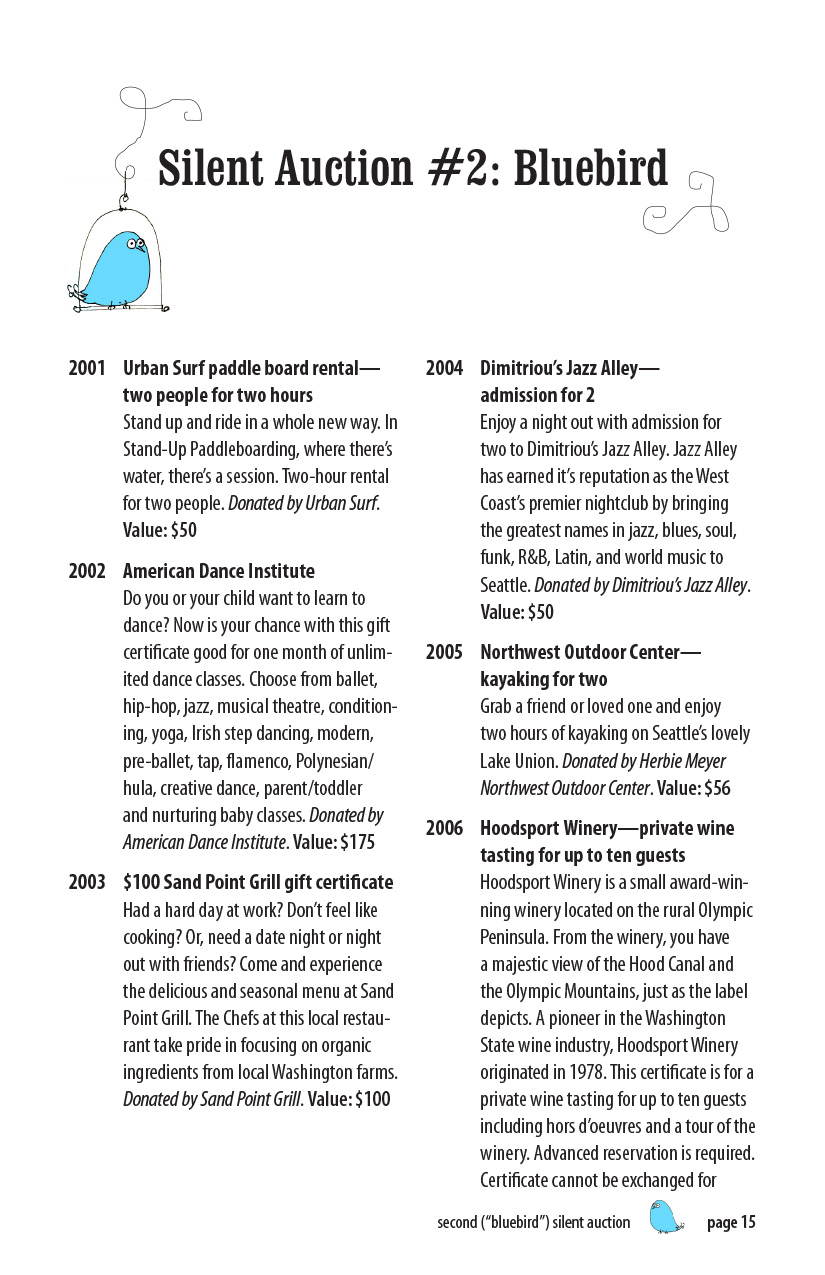 Silent Auction #2: Bluebird
2001 Urban Surf paddle board rental—
two people for two hours
Stand up and ride in a whole new way. In
Stand-Up Paddleboarding, where there's
water, there's a session. Two-hour rental
for two people. Donated by Urban Surf.
Value: $50
2002 American Dance Institute
Do you or your child want to learn to
dance? Now is your chance with this gift
certificate good for one month of unlim-
ited dance classes. Choose from ballet,
hip-hop, jazz, musical theatre, condition-
ing, yoga, Irish step dancing, modern,
pre-ballet, tap, flamenco, Polynesian/
hula, creative dance, parent/toddler
and nurturing baby classes. Donated by
American Dance Institute. Value: $175
2003 $100 Sand Point Grill gift certificate
Had a hard day at work? Don't feel like
cooking? Or, need a date night or night
out with friends? Come and experience
the delicious and seasonal menu at Sand
Point Grill. The Chefs at this local restau-
rant take pride in focusing on organic
ingredients from local Washington farms.
Donated by Sand Point Grill. Value: $100
2004 Dimitriou's Jazz Alley—
admission for 2
Enjoy a night out with admission for
two to Dimitriou's Jazz Alley. Jazz Alley
has earned it's reputation as the West
Coast's premier nightclub by bringing
the greatest names in jazz, blues, soul,
funk, R&B, Latin, and world music to
Seattle. Donated by Dimitriou's Jazz Alley.
Value: $50
2005 Northwest Outdoor Center—
kayaking for two
Grab a friend or loved one and enjoy
two hours of kayaking on Seattle's lovely
Lake Union. Donated by Herbie Meyer
Northwest Outdoor Center. Value: $56
2006 Hoodsport Winery—private wine
tasting for up to ten guests
Hoodsport Winery is a small award-win-
ning winery located on the rural Olympic
Peninsula. From the winery, you have
a majestic view of the Hood Canal and
the Olympic Mountains, just as the label
depicts. A pioneer in the Washington
State wine industry, Hoodsport Winery
originated in 1978. This certificate is for a
private wine tasting for up to ten guests
including hors d'oeuvres and a tour of the
winery. Advanced reservation is required.
Certificate cannot be exchanged for
second ("bluebird") silent auction page 15